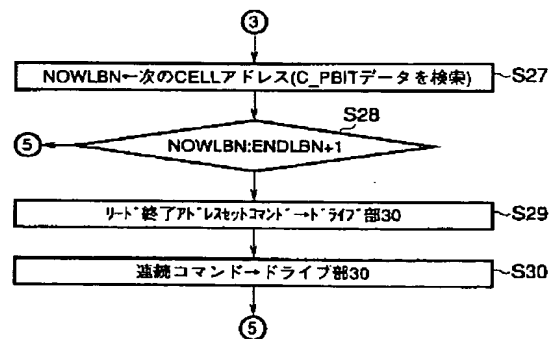 ③
NOWLBN←次のCELLアドレス(C_PBITデータを検索) S27
S28
⑤ NOWLBN:ENDLBN+1
ﾘｰﾄﾞ終了ｱﾄﾞﾚｽｾｯﾄｺﾏﾝﾄﾞ→ﾄﾞﾗｲﾌﾞ部30 S29
連続コマンド→ドライブ部30 S30
⑤